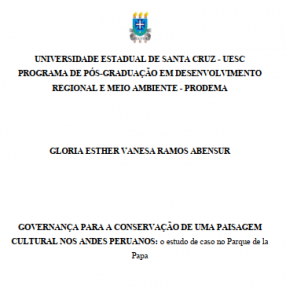 UNIVERSIDADE ESTADUAL DE SANTA CRUZ - UESC
PROGRAMA DE PÓS-GRADUAÇÃO EM DESENVOLVIMENTO
REGIONAL E MEIO AMBIENTE - PRODEMA
GLORIA ESTHER VANESA RAMOS ABENSUR
GOVERNANÇA PARA A CONSERVAÇÃO DE UMA PAISAGEM
CULTURAL NOS ANDES PERUANOS: o estudo de caso no Parque de la
Papa